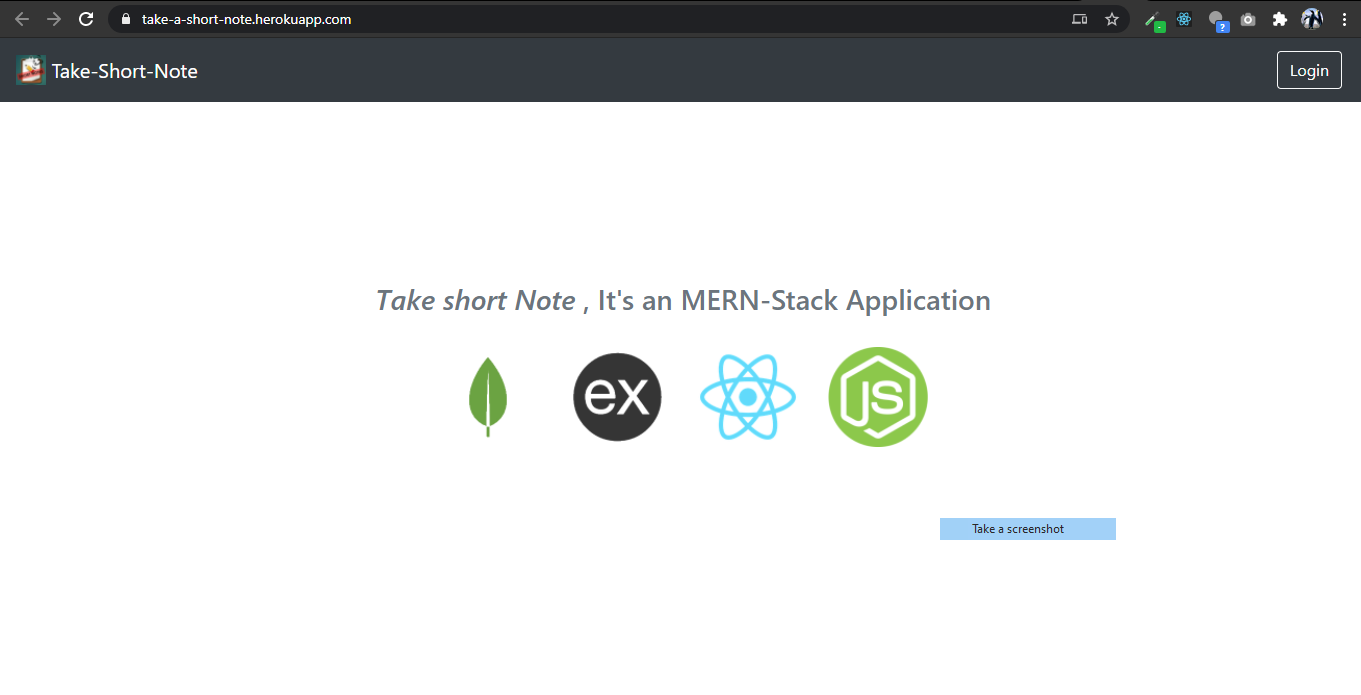 take-a-short-note.herokuapp.com
Take-Short-Note
Login
Take short Note , It's an MERN-Stack Application
ex
JS
Take a screenshot